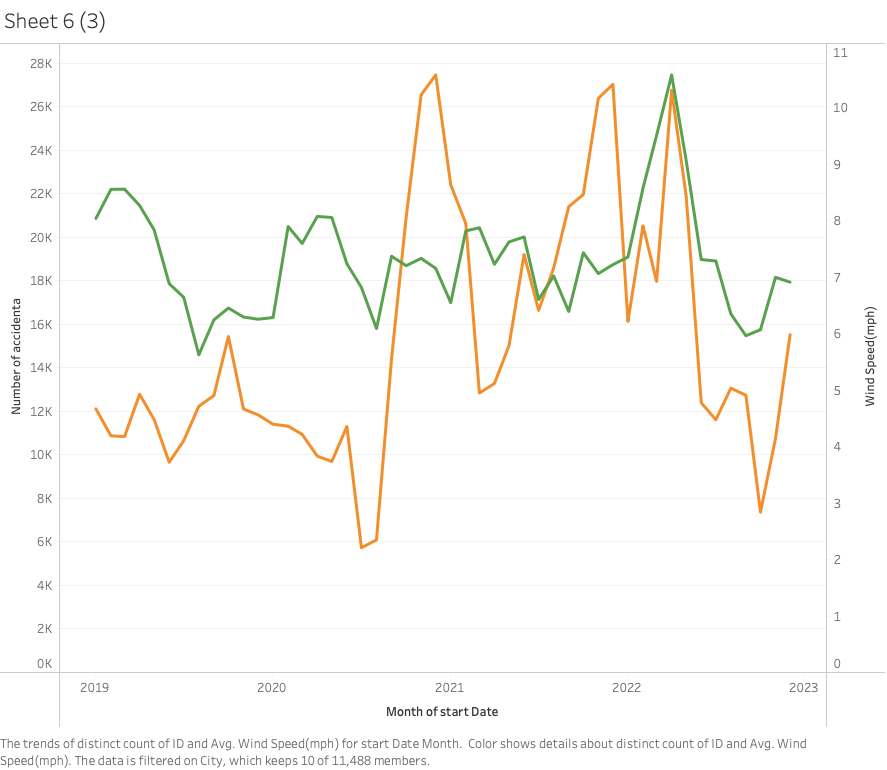 Sheet 6 (3)
28K
26K
24K
22K
20K
18K
16K
14K
12K
10K
8K
6K
4K
2K
0K
Number of accidenta
11
10
9
8
7
6
5
4
3
2
1
0
Wind Speed(mph)
2019 2020 2021 2022 2023
Month of start Date
The trends of distinct count of ID and Avg. Wind Speed(mph) for start Date Month.  Color shows details about distinct count of ID and Avg. Wind
Speed(mph). The data is filtered on City, which keeps 10 of 11,488 members.